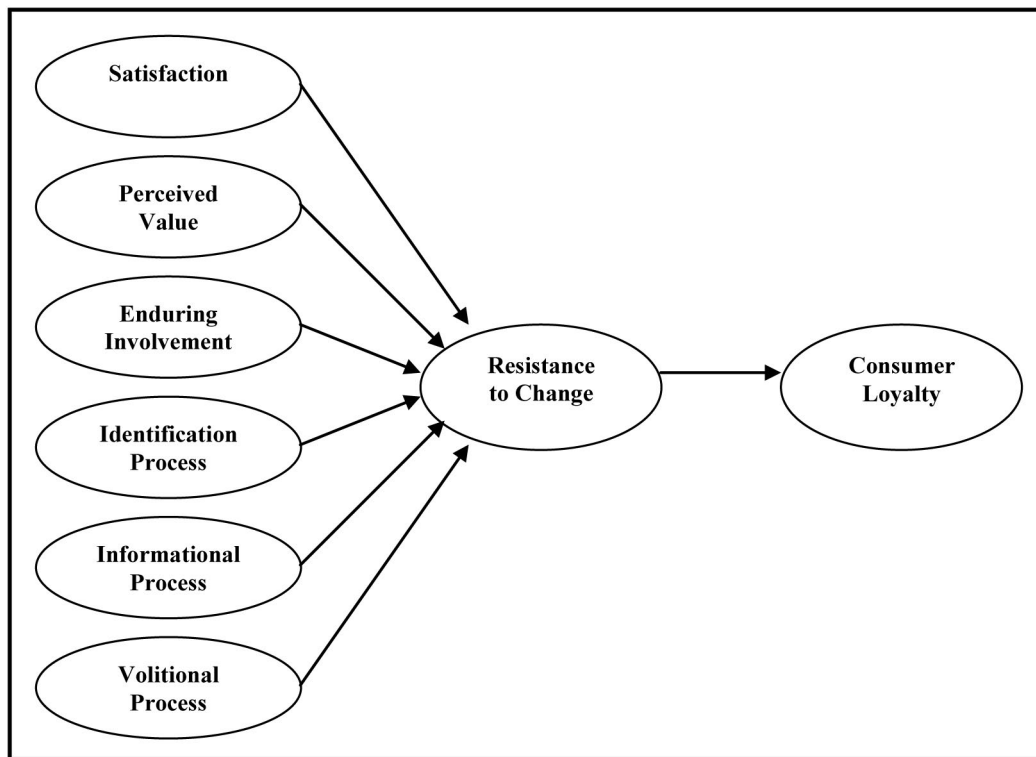 Satisfaction
Perceived
Value
Enduring
Involvement
Identification
Process
Informational
Process
Volitional
Process
Resistance
to Change
Consumer
Loyalty